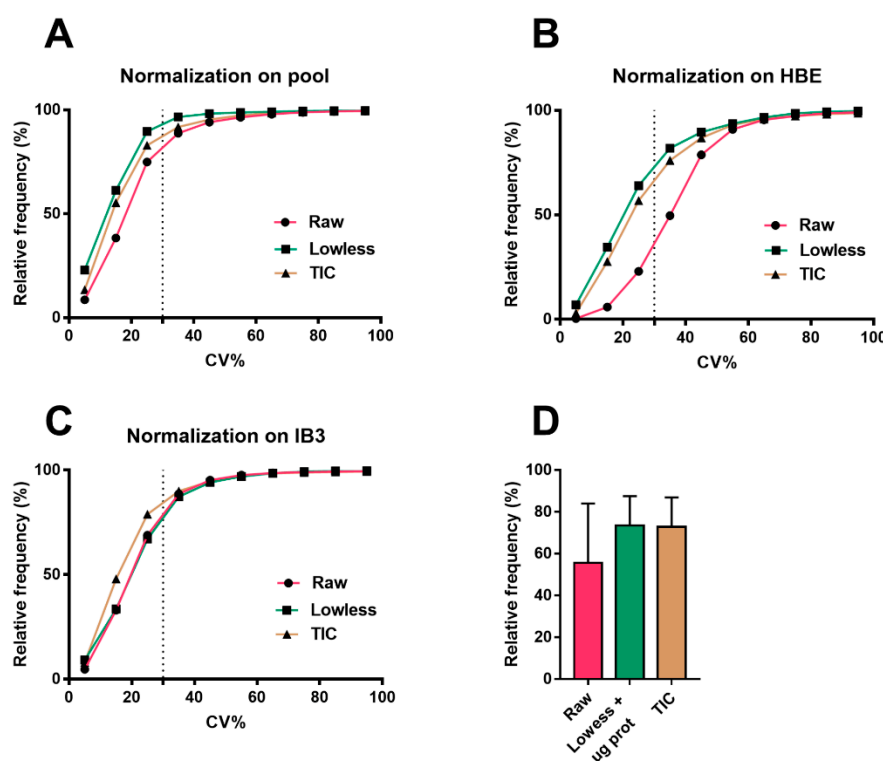 A
Normalization on pool
Relative frequency (%)
100
50
0
0 20 40 60 80 100
CV%
Raw
Lowless
TIC
B
Normalization on HBE
Relative frequency (%)
100
50
0
0 20 40 60 80 100
CV%
Raw
Lowless
TIC
C
Normalization on IB3
Relative frequency (%)
100
50
0
0 20 40 60 80 100
CV%
Raw
Lowless
TIC
D
Relative frequency (%)
100
80
60
40
20
0
Raw
Lowess +
ug prot
TIC